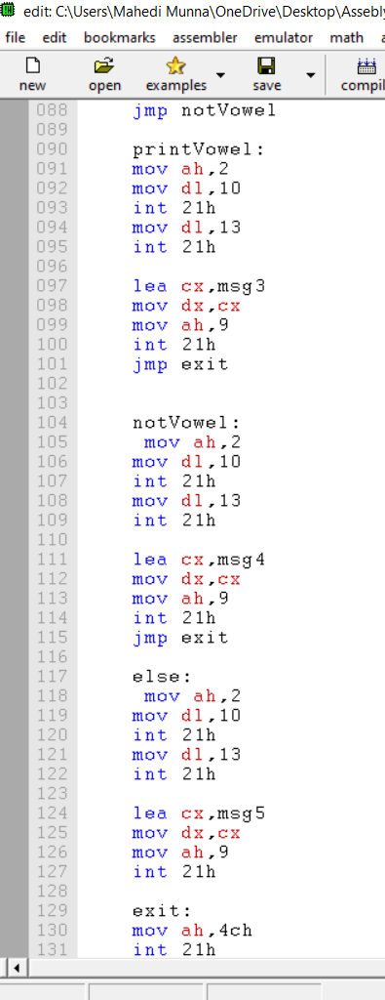 edit: C:\Users\Mahedi Munna\OneDrive\Desktop\Assebly
file edit bookmarks assembler emulator math
new open examples save compil
088 jmp notVowel
089
090 printVowel:
091 mov ah,2
092 mov dl,10
093 int 21h
094 mov dl,13
095 int 21h
096
097 lea cx,msg3
098 mov dx,cx
099 mov ah,9
100 int 21h
101 jmp exit
102
103
104 notVowel:
105 mov ah,2
106 mov dl,10
107 int 21h
108 mov dl,13
109 int 21h
110
111 lea cx,msg4
112 mov dx,cx
113 mov ah,9
114 int 21h
115 jmp exit
116
117 else:
118 mov ah,2
119 mov dl,10
120 int 21h
121 mov dl,13
122 int 21h
123
124 lea cx,msg5
125 mov dx,cx
126 mov ah,9
127 int 21h
128
129 exit:
130 mov ah,4ch
131 int 21h